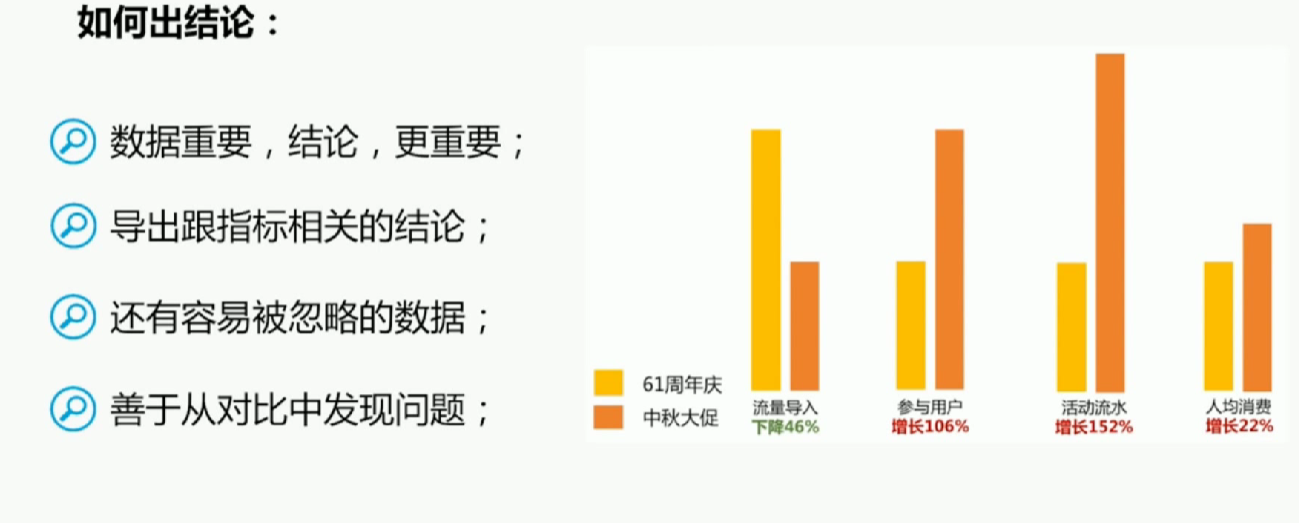 如何出结论：
数据重要，结论，更重要；
导出跟指标相关的结论；
还有容易被忽略的数据；
善于从对比中发现问题；
61周年庆
中秋大促
流量导入
下降46%
参与用户
增长106%
活动流水
增长152%
人均消费
增长22%